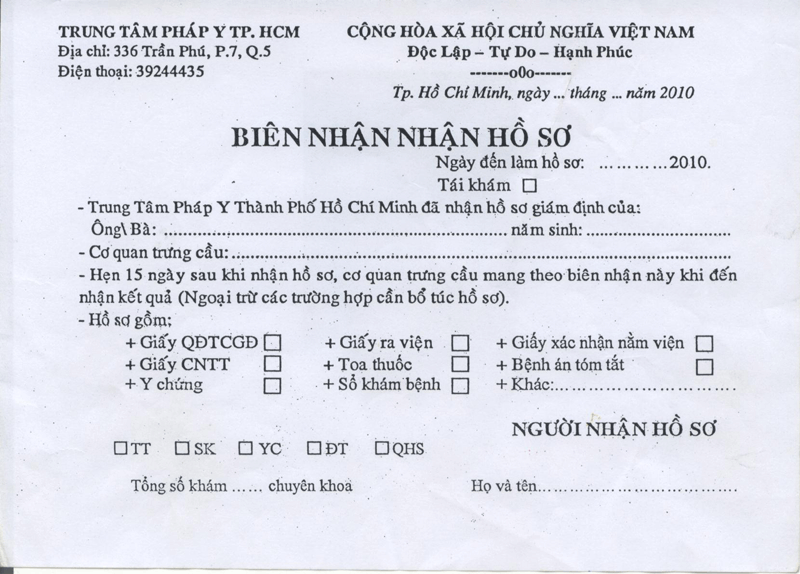 TRUNG TÂM PHÁP Y TP. HCM
Địa chỉ: 336 Trần Phú, P.7, Q.5
Điện thoại: 39244435
CỘNG HÒA XÃ HỘI CHỦ NGHĨA VIỆT NAM
Độc Lập – Tự Do – Hạnh Phúc
-------o0o-------
Tp. Hồ Chí Minh, ngày ... tháng ... năm 2010
BIÊN NHẬN NHẬN HỒ SƠ
Ngày đến làm hồ sơ: ... ... ... ...2010.
Tái khám ☐
- Trung Tâm Pháp Y Thành Phố Hồ Chí Minh đã nhận hồ sơ giám định của:
Ông\ Bà: .................................................................. năm sinh:............................
- Cơ quan trưng cầu:................................................................................................
- Hẹn 15 ngày sau khi nhận hồ sơ, cơ quan trưng cầu mang theo biên nhận này khi đến
nhận kết quả (Ngoại trừ các trường hợp cần bổ túc hồ sơ).
- Hồ sơ gồm:
+ Giấy QĐTCGĐ ☐ + Giấy ra viện ☐ + Giấy xác nhận nằm viện ☐
+ Giấy CNTT ☐ + Toa thuốc ☐ + Bệnh án tóm tắt ☐
+ Y chứng ☐ + Sổ khám bệnh ☐ + Khác:................................
NGƯỜI NHẬN HỒ SƠ
☐ TT ☐ SK ☐ YC ☐ ĐT ☐ QHS
Tổng số khám ...... chuyên khoa Họ và tên....................................